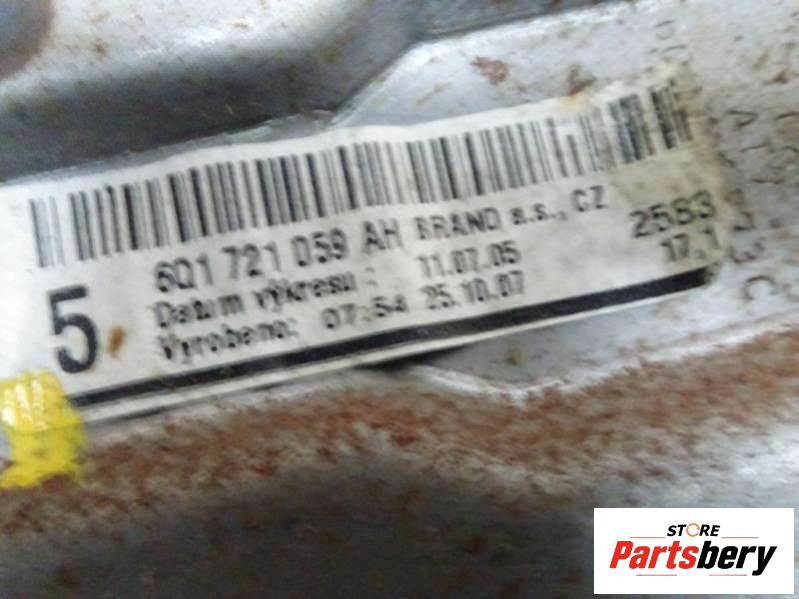 6Q1 721 059 AH BRANO a.s., CZ 2583
5 Datum výkresu : 11.07.05 17.1
Vyrobeno: 07:54 25.10.07
STORE
Partsbery